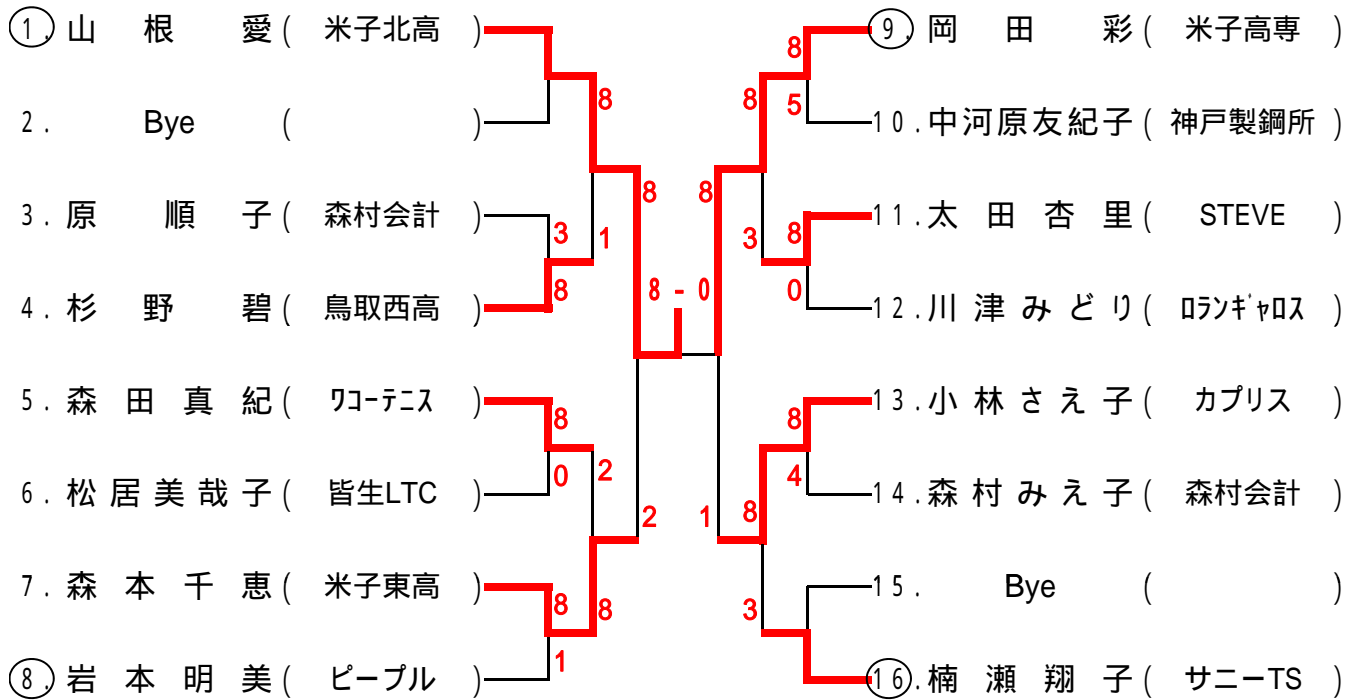 1. 山根愛 ( 米子北高 )
8
2. Bye ( )
8
3. 原順子 ( 森村会計 )
3 1
8
4. 杉野碧 ( 鳥取西高 )
8 - 0
5. 森田真紀 ( ﾜｺｰﾃﾆｽ )
8
0 2
6. 松居美哉子 ( 皆生LTC )
2
7. 森本千恵 ( 米子東高 )
8 8
1
8. 岩本明美 ( ピープル )
9. 岡田彩 ( 米子高専 )
8
8 5
10. 中河原友紀子 ( 神戸製鋼所 )
8
11. 太田杏里 ( STEVE )
3 8
0
12. 川津みどり ( ﾛﾗﾝｷﾞｬﾛｽ )
13. 小林さえ子 ( カプリス )
8
4
14. 森村みえ子 ( 森村会計 )
1 8
15. Bye ( )
3
16. 楠瀬翔子 ( サニーTS )